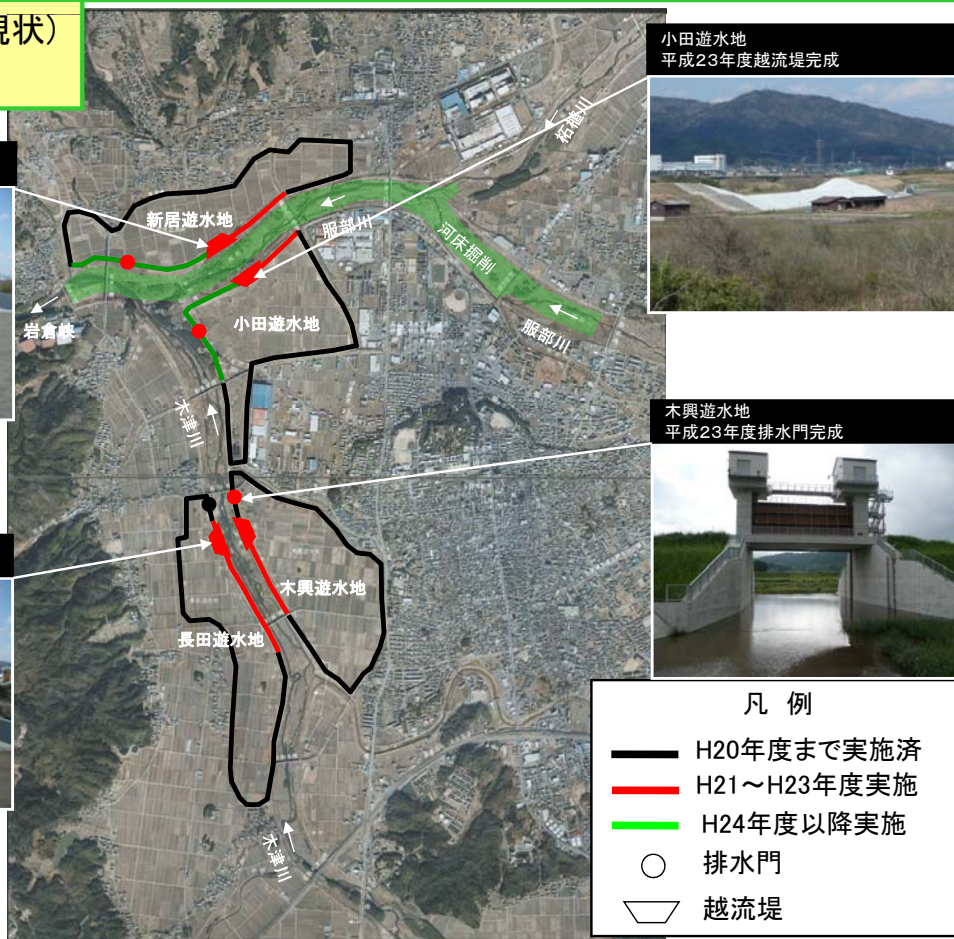 現状）
小田遊水地
平成23年度越流堤完成
柘植川
新居遊水地
服部川
河床掘削
小田遊水地
服部川
岩倉峡
木津川
木興遊水地
平成23年度排水門完成
木興遊水地
長田遊水地
木津川
凡 例
H20年度まで実施済
H21～H23年度実施
H24年度以降実施
排水門
越流堤